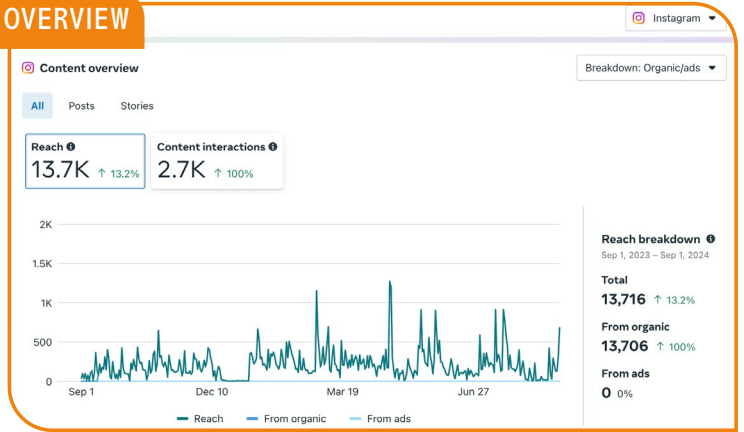 OVERVIEW
Instagram
Content overview
Breakdown: Organic/ads
All Posts Stories
Reach
13.7K ↑ 13.2%
Content interactions
2.7K ↑ 100%
2K
1.5K
1K
500
0
Sep 1 Dec 10 Mar 19 Jun 27
Reach From organic From ads
Reach breakdown
Sep 1, 2023 – Sep 1, 2024
Total
13,716 ↑ 13.2%
From organic
13,706 ↑ 100%
From ads
0 0%